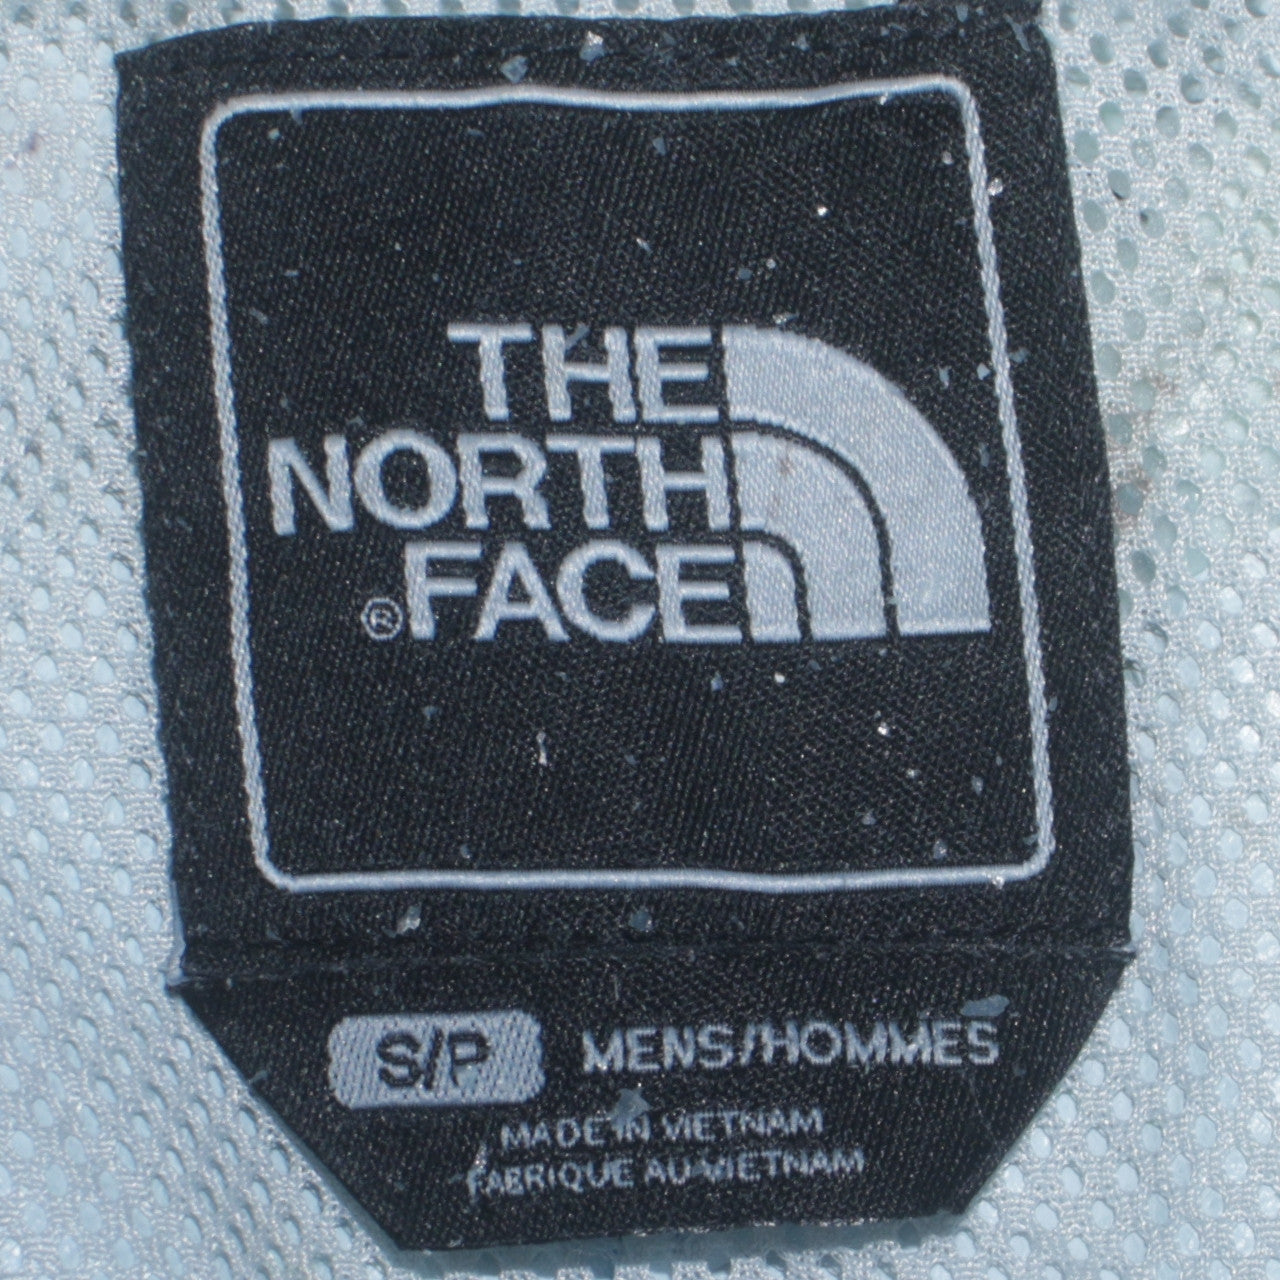 THE
NORTH
®FACE
S/P MENS/HOMMES
MADE IN VIETNAM
FABRIQUE AU VIETNAM